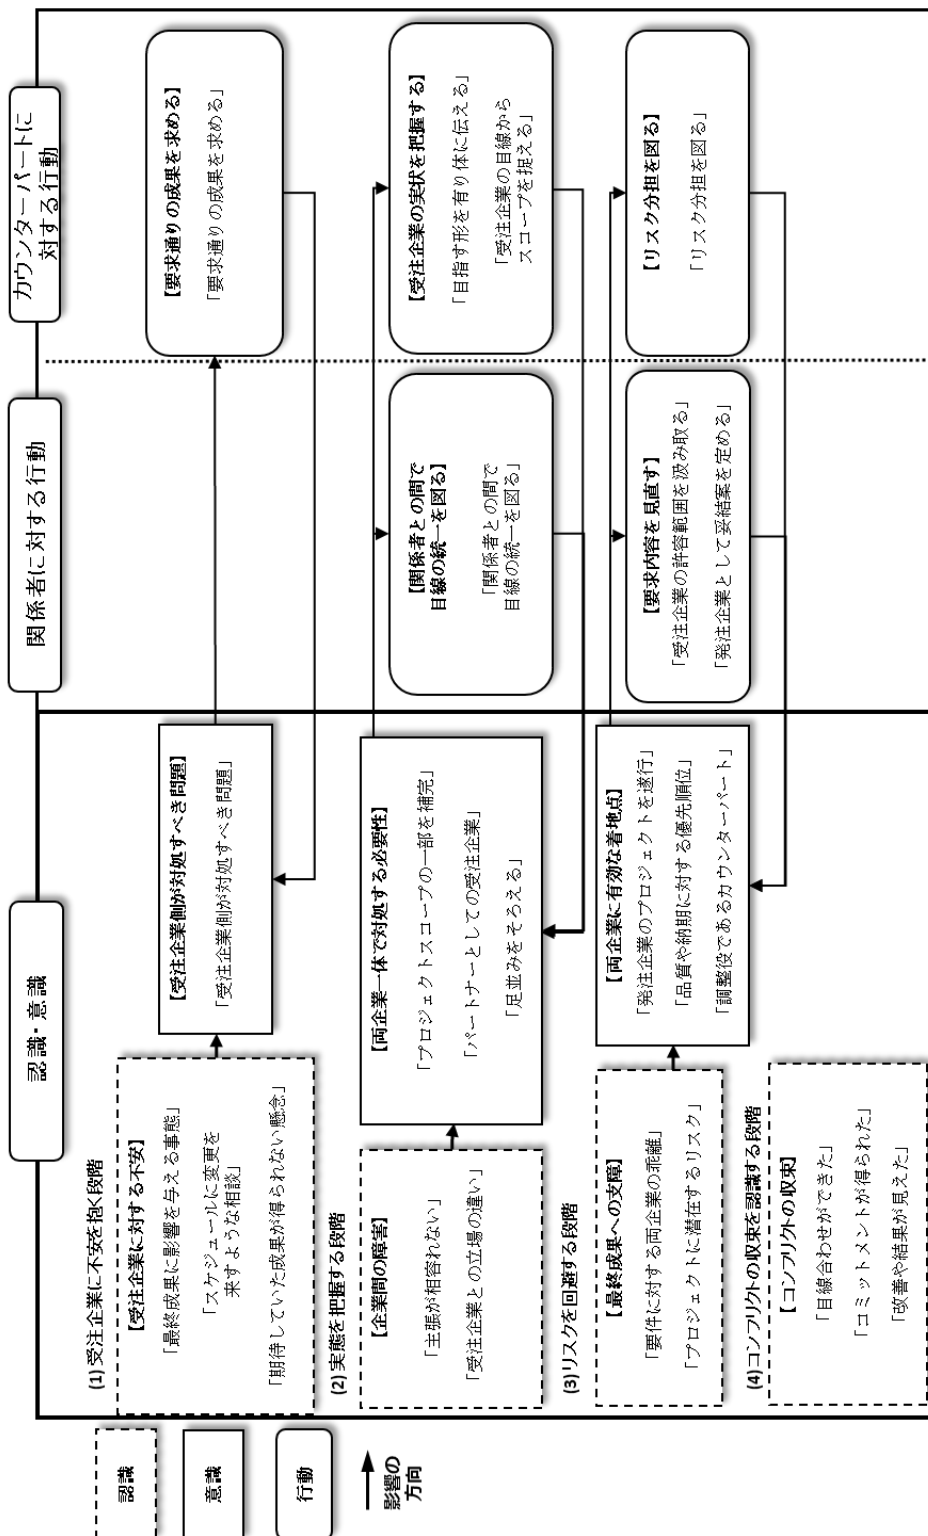 認識・意識
関係者に対する行動
カウンターパートに
対する行動
(1) 受注企業に不安を抱く段階
【受注企業に対する不安】
「最終成果に影響を与える事態」
「スケジュールに変更を
来すような相談」
「期待していた成果が得られない懸念」
【受注企業側が対処すべき問題】
「受注企業側が対処すべき問題」
【要求通りの成果を求める】
「要求通りの成果を求める」
(2) 実態を把握する段階
【企業間の障害】
「主張が相容れない」
「受注企業との立場の違い」
【両企業一体で対処する必要性】
「プロジェクトスコープの一部を補完」
「パートナーとしての受注企業」
「足並みをそろえる」
【関係者との間で
目線の統一を図る】
「関係者との間で
目線の統一を図る」
【受注企業の実状を把握する】
「目指す形を有り体に伝える」
「受注企業の目線から
スコープを捉える」
(3)リスクを回避する段階
【最終成果への支障】
「要件に対する両企業の乖離」
「プロジェクトに潜在するリスク」
【両企業に有効な着地点】
「発注企業のプロジェクトを遂行」
「品質や納期に対する優先順位」
「調整役であるカウンターパート」
【要求内容を見直す】
「受注企業の許容範囲を汲み取る」
「発注企業として妥結案を定める」
【リスク分担を図る】
「リスク分担を図る」
(4)コンフリクトの収束を認識する段階
【コンフリクトの収束】
「目線合わせができた」
「コミットメントが得られた」
「改善や結果が見えた」
認識
意識
行動
影響の
方向